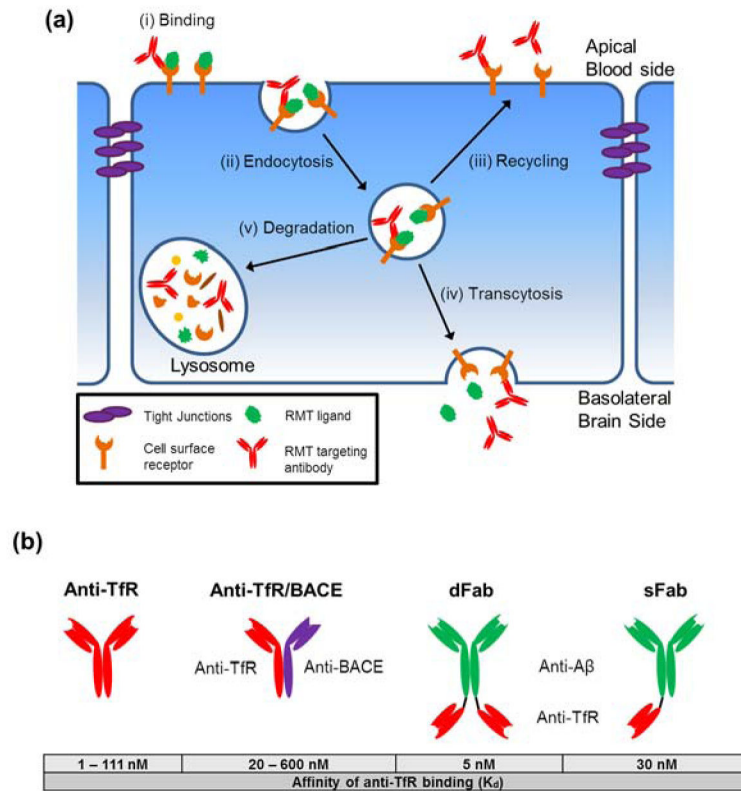 (a)
(i) Binding
Apical
Blood side
(ii) Endocytosis
(iii) Recycling
(v) Degradation
(iv) Transcytosis
Lysosome
Basolateral
Brain Side
Tight Junctions
RMT ligand
Cell surface
receptor
RMT targeting
antibody
(b)
Anti-TfR
Anti-TfR/BACE
dFab
sFab
Anti-TfR
Anti-BACE
Anti-Aβ
Anti-TfR
1 – 111 nM
20 – 600 nM
5 nM
30 nM
Affinity of anti-TfR binding (Kd)